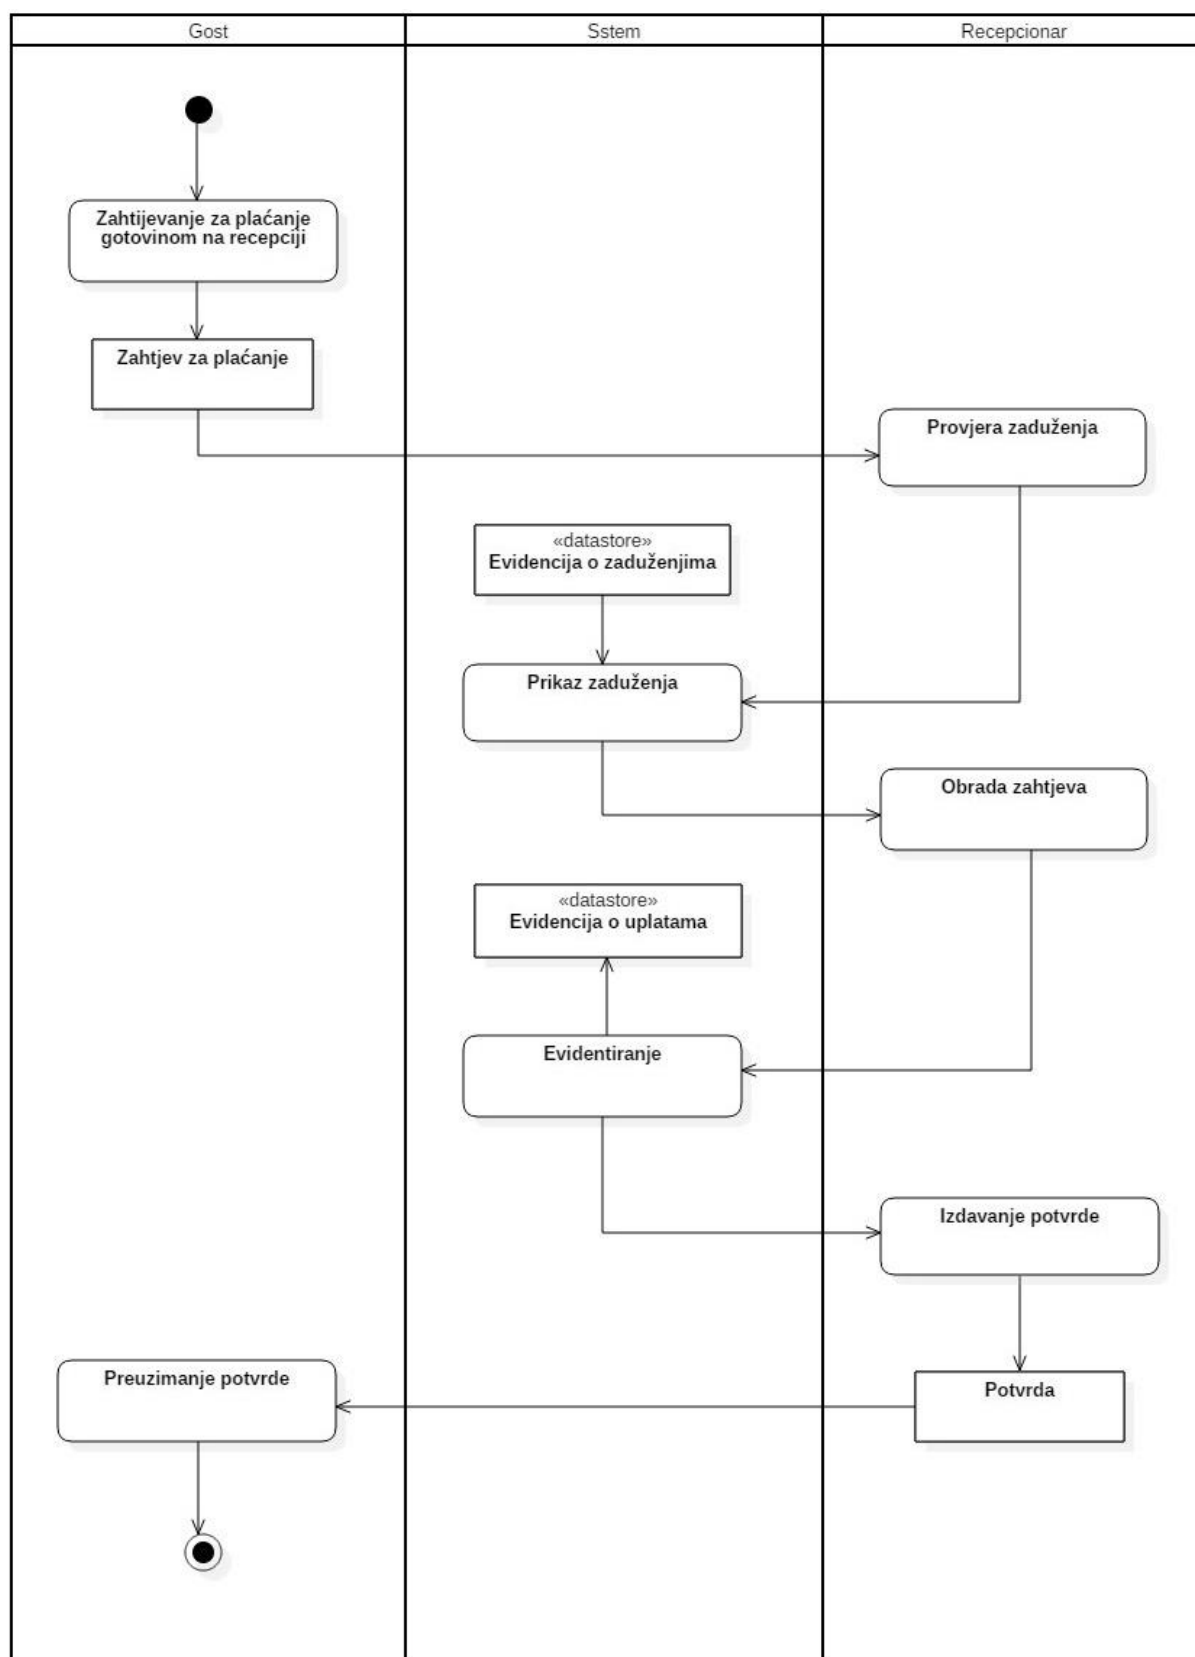 Gost
Sstem
Recepcionar
Zahtijevanje za plaćanje
gotovinom na recepciji
Zahtjev za plaćanje
Provjera zaduženja
«datastore»
Evidencija o zaduženjima
Prikaz zaduženja
Obrada zahtjeva
«datastore»
Evidencija o uplatama
Evidentiranje
Izdavanje potvrde
Preuzimanje potvrde
Potvrda